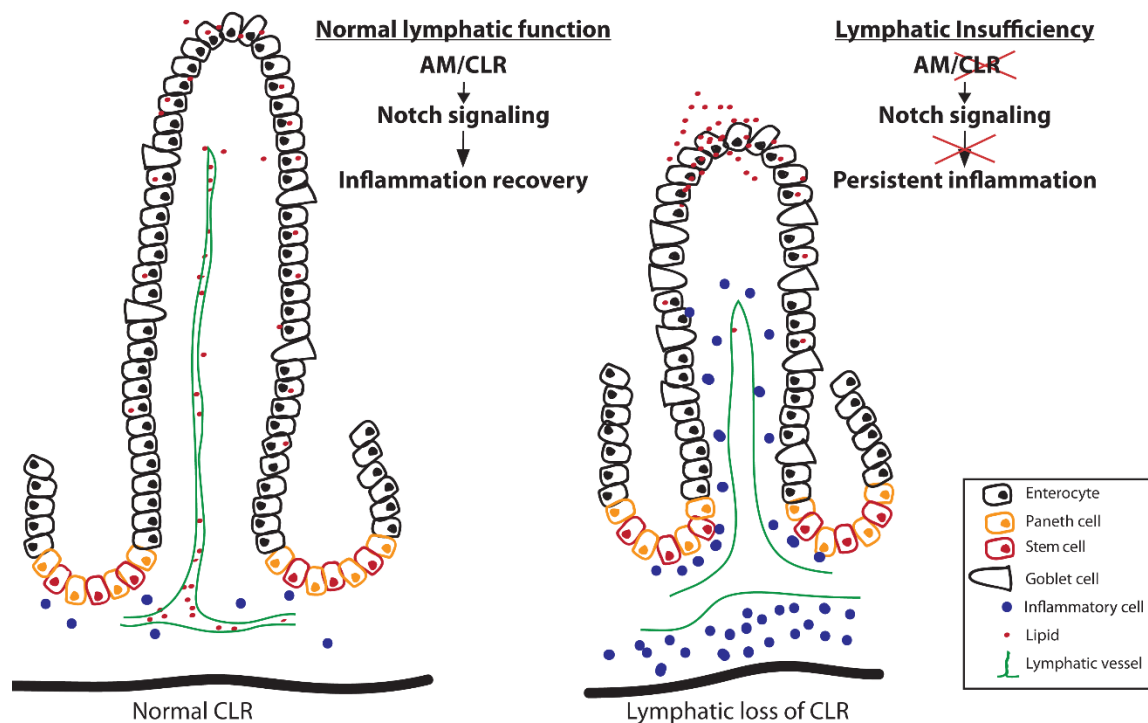 Normal lymphatic function
AM/CLR
Notch signaling
Inflammation recovery
Lymphatic Insufficiency
AM/CLR
Notch signaling
Persistent inflammation
Enterocyte
Paneth cell
Stem cell
Goblet cell
Inflammatory cell
Lipid
Lymphatic vessel
Normal CLR
Lymphatic loss of CLR